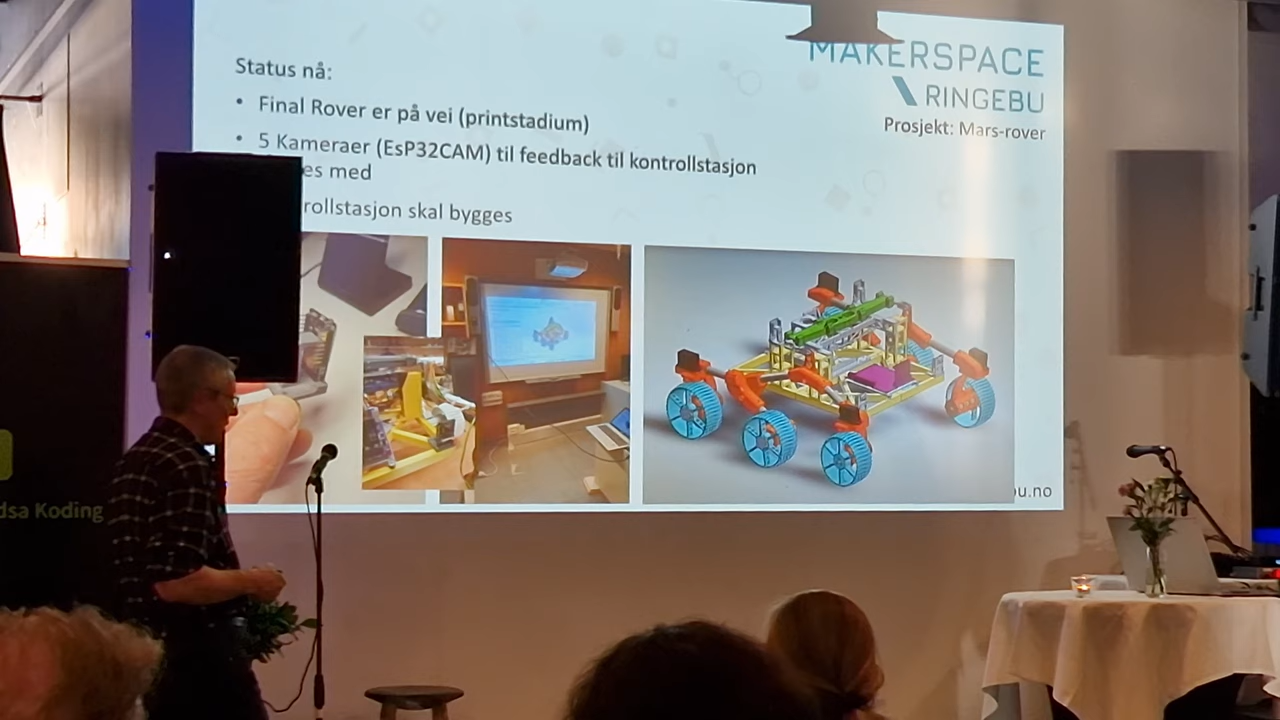 MAKERSPACE
RINGEBU
Prosjekt: Mars-rover
Status nå:
• Final Rover er på vei (printstadium)
• 5 Kameraer (EsP32CAM) til feedback til kontrollstasjon
es med
rollstasjon skal bygges
u.no
dsa Koding